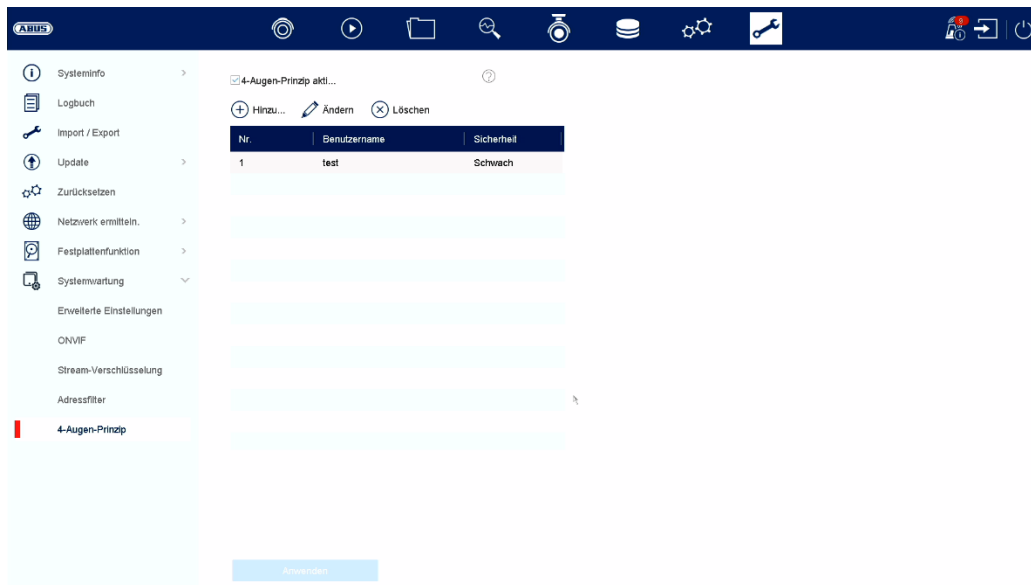 ABUS
9
Systeminfo
Logbuch
Import / Export
Update
Zurücksetzen
Netzwerk ermitteln.
Festplattenfunktion
Systemwartung
Erweiterte Einstellungen
ONVIF
Stream-Verschlüsselung
Adressfilter
4-Augen-Prinzip
4-Augen-Prinzip akti...
Hinzu... Ändern Löschen
Nr. Benutzername Sicherheit
1 test Schwach
Anwenden